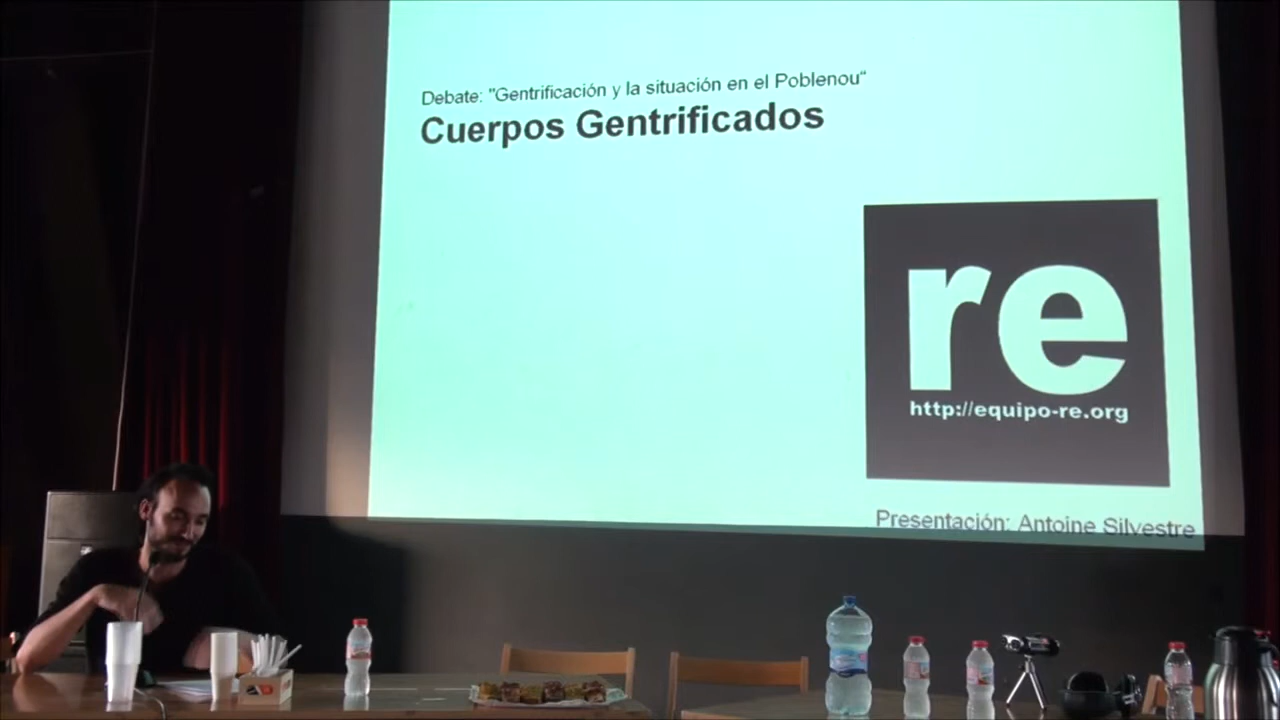 Debate: "Gentrificación y la situación en el Poblenou"
Cuerpos Gentrificados
re
http://equipo-re.org
Presentación: Antoine Silvestre